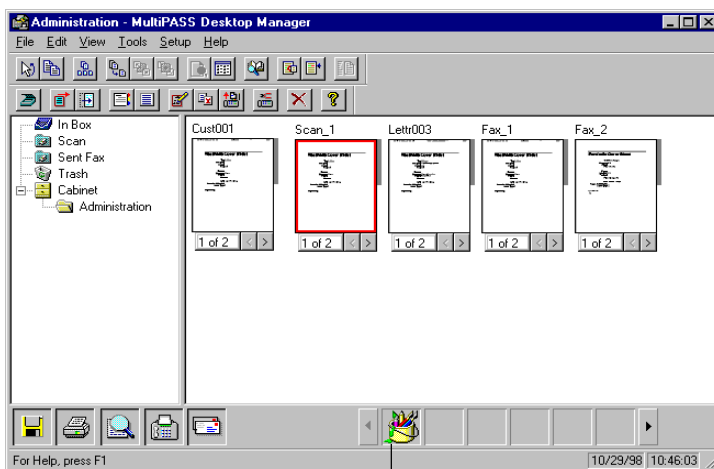 Administration - MultiPASS Desktop Manager
File Edit View Tools Setup Help
In Box
Scan
Sent Fax
Trash
Cabinet
Administration
Cust001 Scan_1 Lettr003 Fax_1 Fax_2
1 of 2 < > 1 of 2 < > 1 of 2 < > 1 of 2 < > 1 of 2 < >
For Help, press F1 10/29/98 10:46:03